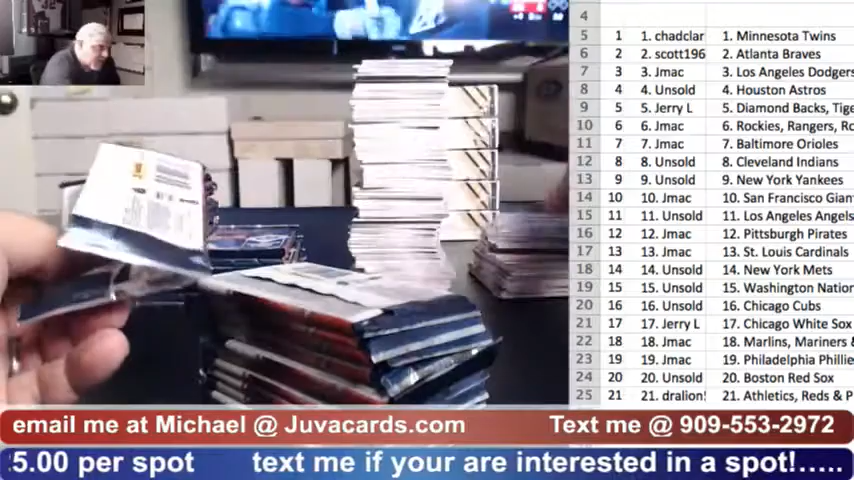 4
5 1 1. chadclar 1. Minnesota Twins
6 2 2. scott196 2. Atlanta Braves
7 3 3. Jmac 3. Los Angeles Dodgers
8 4 4. Unsold 4. Houston Astros
9 5 5. Jerry L 5. Diamond Backs, Tige
10 6 6. Jmac 6. Rockies, Rangers, Ro
11 7 7. Jmac 7. Baltimore Orioles
12 8 8. Unsold 8. Cleveland Indians
13 9 9. Unsold 9. New York Yankees
14 10 10. Jmac 10. San Francisco Gian
15 11 11. Unsold 11. Los Angeles Angels
16 12 12. Jmac 12. Pittsburgh Pirates
17 13 13. Jmac 13. St. Louis Cardinals
18 14 14. Unsold 14. New York Mets
19 15 15. Unsold 15. Washington Nation
20 16 16. Unsold 16. Chicago Cubs
21 17 17. Jerry L 17. Chicago White Sox
22 18 18. Jmac 18. Marlins, Mariners &
23 19 19. Jmac 19. Philadelphia Phillie
24 20 20. Unsold 20. Boston Red Sox
25 21 21. dralion! 21. Athletics, Reds & P
email me at Michael @ Juvacards.com Text me @ 909-553-2972
5.00 per spot text me if your are interested in a spot!.....